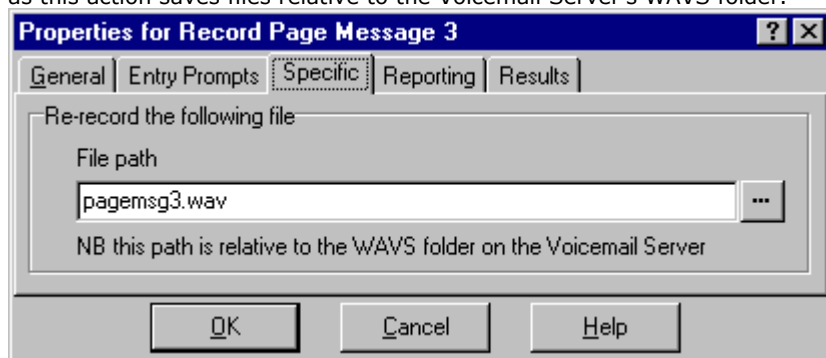 as this action saves files relative to the Voicemail Server's WAVS folder.
Properties for Record Page Message 3
General Entry Prompts Specific Reporting Results
Re-record the following file
File path
pagemsg3.wav ...
NB this path is relative to the WAVS folder on the Voicemail Server
OK Cancel Help